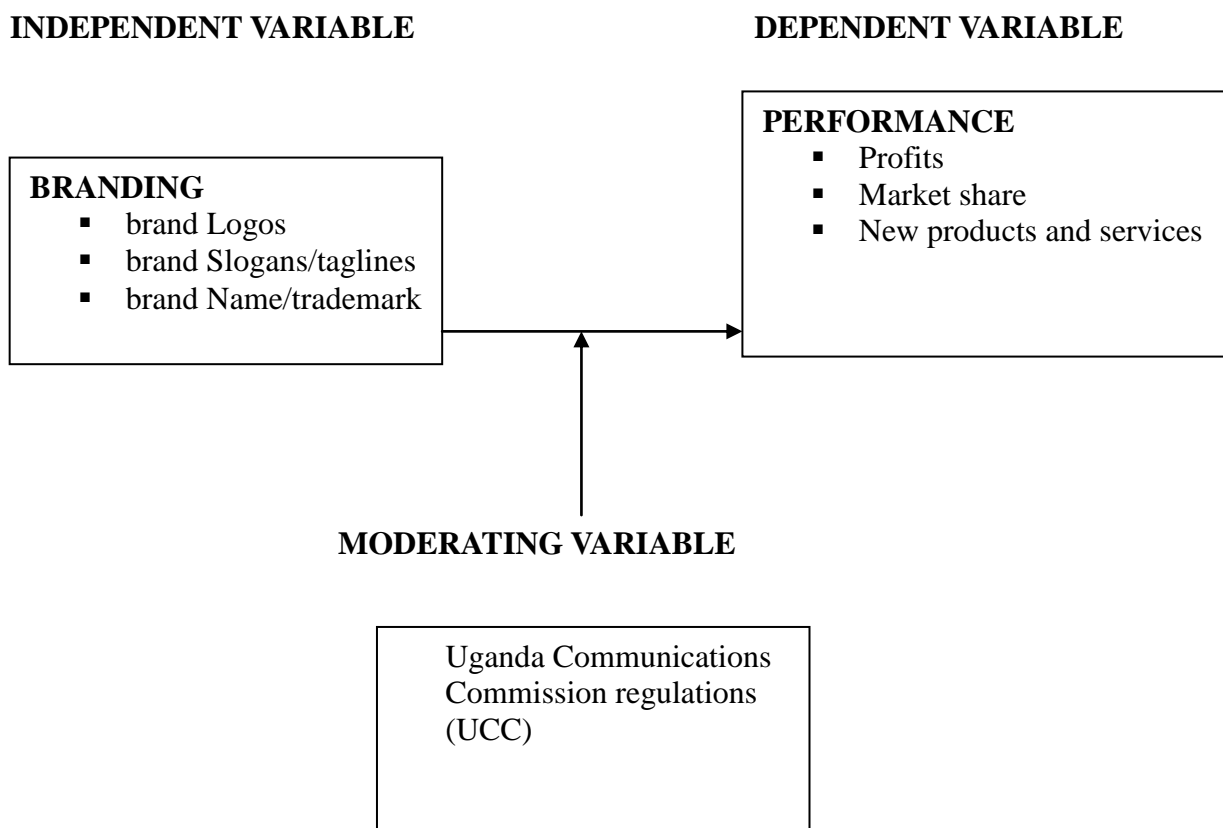 INDEPENDENT VARIABLE
DEPENDENT VARIABLE
BRANDING
▪ brand Logos
▪ brand Slogans/taglines
▪ brand Name/trademark
PERFORMANCE
▪ Profits
▪ Market share
▪ New products and services
MODERATING VARIABLE
Uganda Communications
Commission regulations
(UCC)